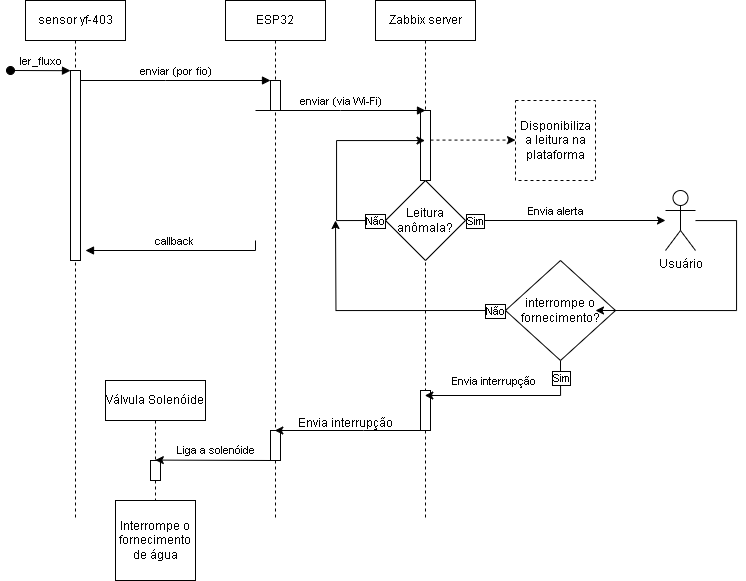 sensor yf-403
ESP32
Zabbix server
ler_fluxo
enviar (por fio)
enviar (via Wi-Fi)
Disponibiliza
a leitura na
plataforma
Leitura
anômala?
Não
Sim
Envia alerta
Usuário
callback
interrompe o
fornecimento?
Não
Sim
Envia interrupção
Válvula Solenóide
Envia interrupção
Liga a solenóide
Interrompe o
fornecimento
de água